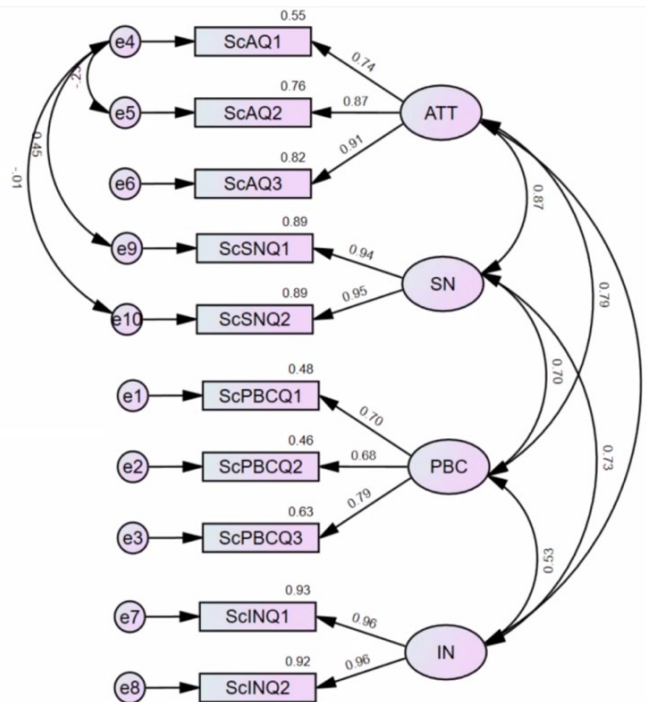 0.55
e4
ScAQ1
0.74
-.23
0.76
e5
ScAQ2
0.87
ATT
0.45
-.01
0.82
e6
ScAQ3
0.91
0.89
e9
ScSNQ1
0.94
0.87
SN
0.89
e10
ScSNQ2
0.95
0.79
0.48
e1
ScPBCQ1
0.70
0.70
0.46
e2
ScPBCQ2
0.68
PBC
0.73
0.63
e3
ScPBCQ3
0.79
0.53
0.93
e7
ScINQ1
0.96
IN
0.92
e8
ScINQ2
0.96